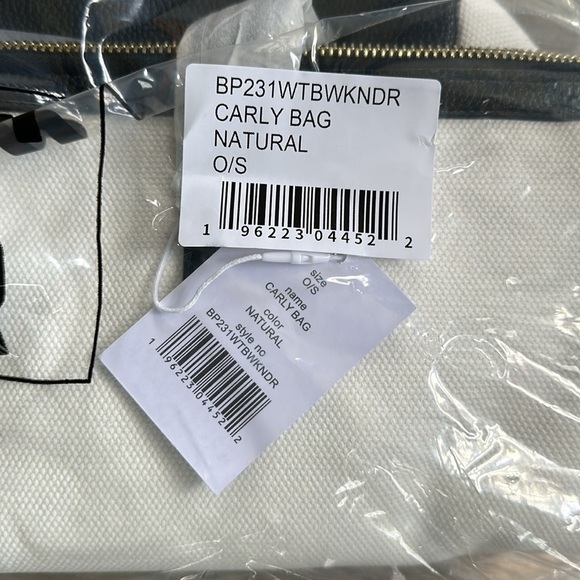 BP231WTBWKNDR
CARLY BAG
NATURAL
O/S
1 96223 04452 2
size
O/S
name
CARLY BAG
color
NATURAL
style no
BP231WTBWKNDR
1 96223 04452 2